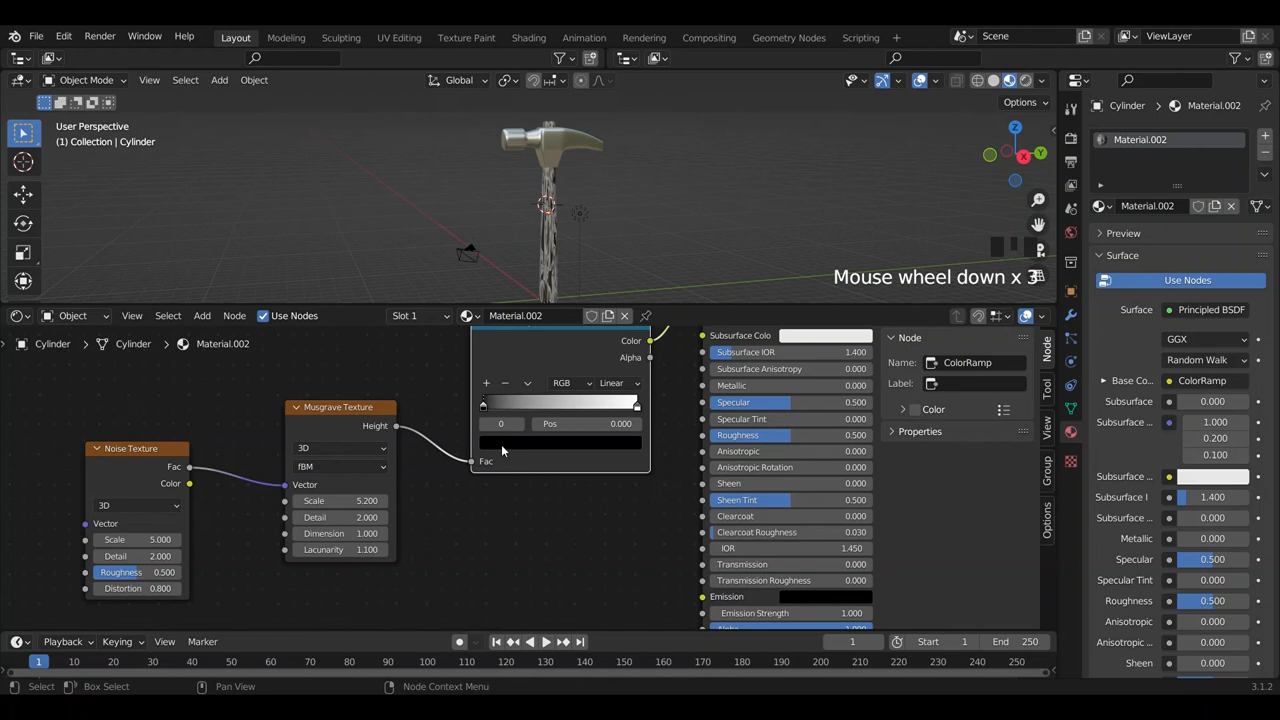 File Edit Render Window Help Layout Modeling Sculpting UV Editing Texture Paint Shading Animation Rendering Compositing Geometry Nodes Scripting Scene ViewLayer
Object Mode View Select Add Object Global
Options
User Perspective
(1) Collection | Cylinder
Z
Y
X
Mouse wheel down x 3
Object View Select Add Node Use Nodes Slot 1 Material.002
Cylinder Cylinder Material.002
Noise Texture
Fac
Color
3D
Vector
Scale 5.000
Detail 2.000
Roughness 0.500
Distortion 0.800
Musgrave Texture
Height
3D
fBM
Vector
Scale 5.200
Detail 2.000
Dimension 1.000
Lacunarity 1.100
Color
Alpha
RGB Linear
0 Pos 0.000
Fac
Subsurface Colo
Subsurface IOR 1.400
Subsurface Anisotropy 0.000
Metallic 0.000
Specular 0.500
Specular Tint 0.000
Roughness 0.500
Anisotropic 0.000
Anisotropic Rotation 0.000
Sheen 0.000
Sheen Tint 0.500
Clearcoat 0.000
Clearcoat Roughness 0.030
IOR 1.450
Transmission 0.000
Transmission Roughness 0.000
Emission
Emission Strength 1.000
Node
Name: ColorRamp
Label:
Color
Properties
Node
Tool
View
Group
Options
Cylinder Material.002
Material.002
Material.002
Preview
Surface
Use Nodes
Surface Principled BSDF
GGX
Random Walk
Base Co... ColorRamp
Subsurface 0.000
Subsurface ... 1.000
0.200
0.100
Subsurface ...
Subsurface I 1.400
Subsurface ... 0.000
Metallic 0.000
Specular 0.500
Specular Tint 0.000
Roughness 0.500
Anisotropic 0.000
Anisotropic ... 0.000
Sheen 0.000
Playback Keying View Marker 1 Start 1 End 250
1 10 20 30 40 50 60 70 80 90 100 110 120 130 140 150 160 170 180 190 200 210 220 230 240 250
Select Box Select Pan View Node Context Menu 3.1.2